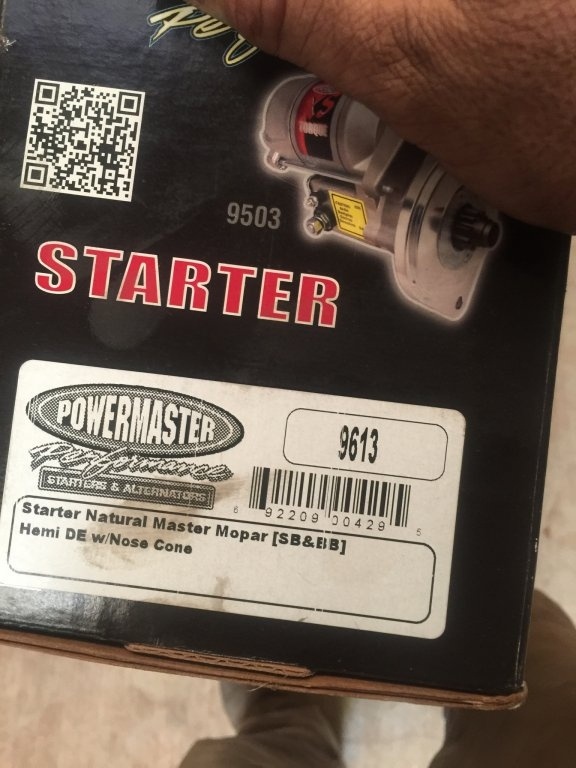 9503
STARTER
POWERMASTER
Performance
STARTERS & ALTERNATORS
9613
6 92209 00429 5
Starter Natural Master Mopar [SB&BB]
Hemi DE w/Nose Cone